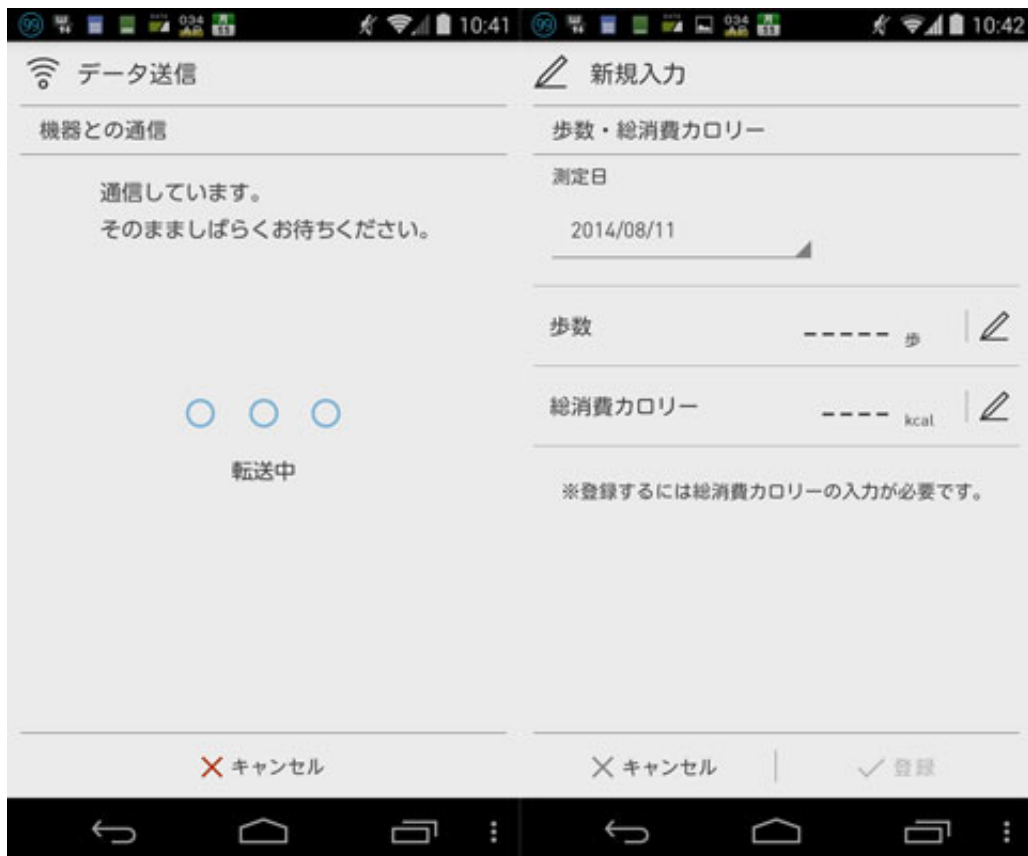 99 034 10:41
データ送信
機器との通信
通信しています。
そのまましばらくお待ちください。
転送中
キャンセル
99 034 10:42
新規入力
歩数・総消費カロリー
測定日
2014/08/11
歩数 ----- 歩
総消費カロリー ---- kcal
※登録するには総消費カロリーの入力が必要です。
キャンセル 登録